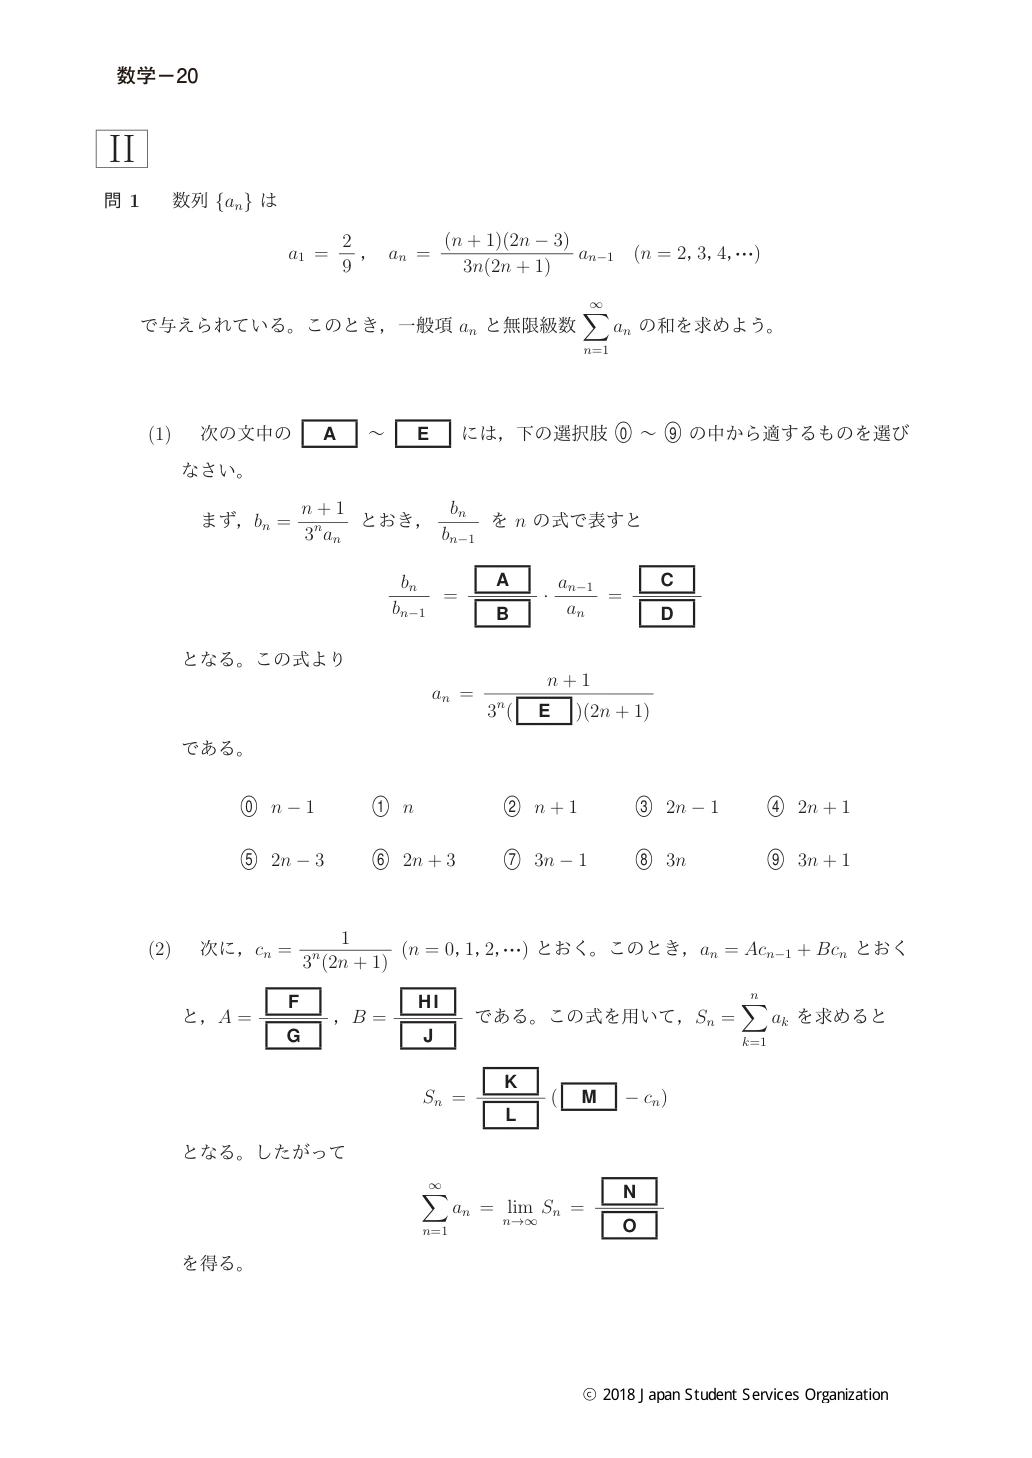 数学－20
II
問 1 数列 {aₙ} は
a₁ = 2/9 , aₙ = (n+1)(2n−3)/3n(2n+1) aₙ₋₁ (n = 2, 3, 4, ⋯)
で与えられている。このとき，一般項 aₙ と無限級数 ∑_{n=1}^{∞} aₙ の和を求めよう。
(1) 次の文中の A ～ E には，下の選択肢 ⓪ ～ ⑨ の中から適するものを選び
なさい。
まず，bₙ = (n+1)/(3ⁿaₙ) とおき， bₙ/bₙ₋₁ を n の式で表すと
bₙ/bₙ₋₁ = A/B · aₙ₋₁/aₙ = C/D
となる。この式より
aₙ = (n+1)/(3ⁿ( E )(2n+1))
である。
⓪ n − 1 ① n ② n + 1 ③ 2n − 1 ④ 2n + 1
⑤ 2n − 3 ⑥ 2n + 3 ⑦ 3n − 1 ⑧ 3n ⑨ 3n + 1
(2) 次に，cₙ = 1/(3ⁿ(2n+1)) (n = 0, 1, 2, ⋯) とおく。このとき，aₙ = Acₙ₋₁ + Bcₙ とおく
と，A = F/G , B = HI/J である。この式を用いて，Sₙ = ∑_{k=1}^{n} aₖ を求めると
Sₙ = K/L ( M − cₙ)
となる。したがって
∑_{n=1}^{∞} aₙ = lim_{n→∞} Sₙ = N/O
を得る。
© 2018 Japan Student Services Organization